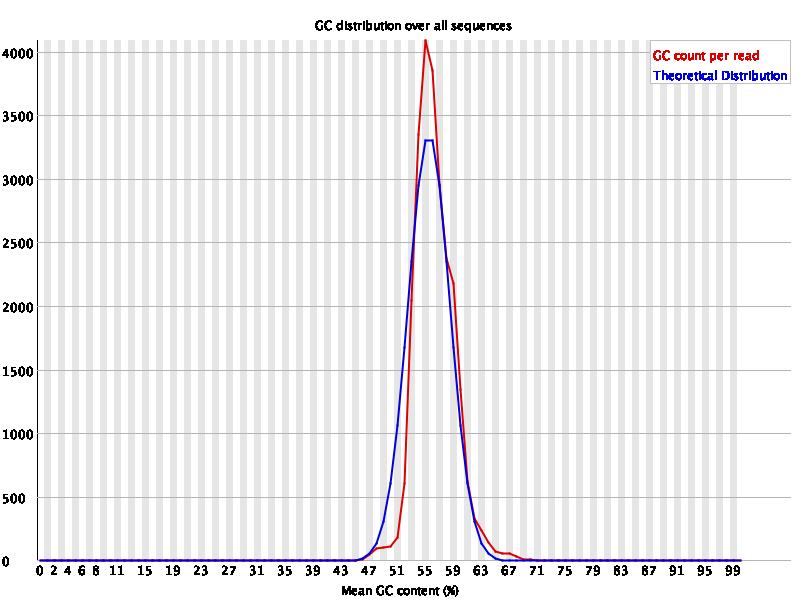 GC distribution over all sequences
GC count per read
Theoretical Distribution
4000
3500
3000
2500
2000
1500
1000
500
0
0 2 4 6 8 11 15 19 23 27 31 35 39 43 47 51 55 59 63 67 71 75 79 83 87 91 95 99
Mean GC content (%)